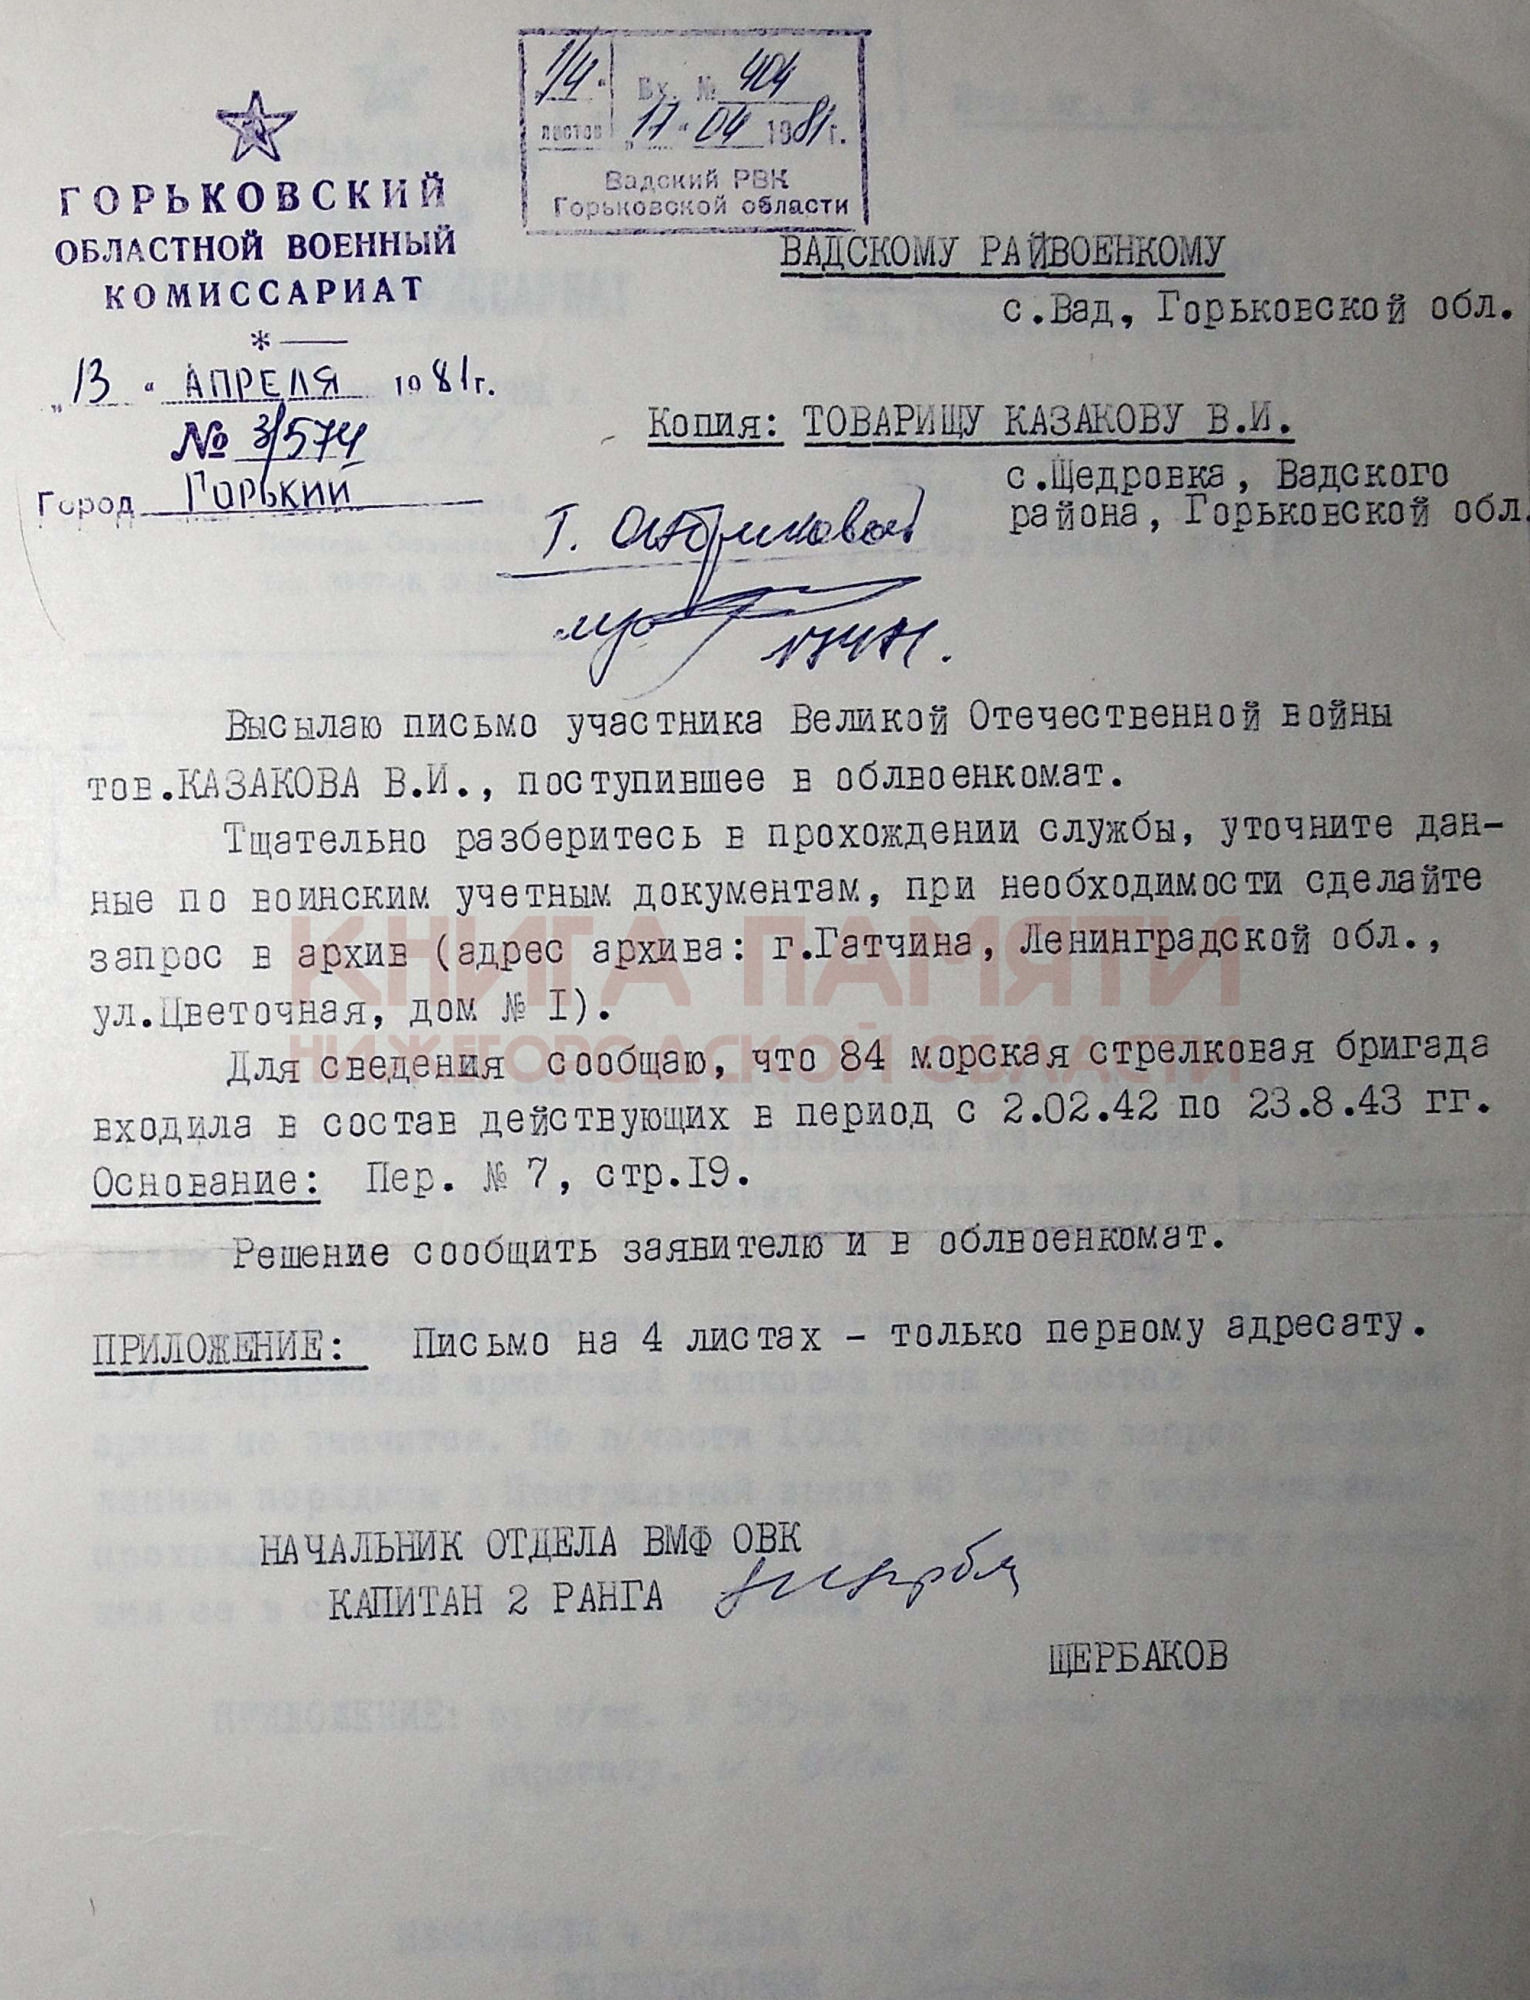 1/4
листов
Вх. № 404
„17“ 04 1981г.
Вадский РВК
Горьковской области
ГОРЬКОВСКИЙ
ОБЛАСТНОЙ ВОЕННЫЙ
КОМИССАРИАТ
„13“ АПРЕЛЯ 1981г.
№ 3/574
Город ГОРЬКИЙ
ВАДСКОМУ РАЙВОЕНКОМУ
с.Вад, Горьковской обл.
Копия: ТОВАРИЩУ КАЗАКОВУ В.И.
с.Щедровка, Вадского
района, Горьковской обл.
Т.
Высылаю письмо участника Великой Отечественной войны
тов.КАЗАКОВА В.И., поступившее в облвоенкомат.
Тщательно разберитесь в прохождении службы, уточните дан-
ные по воинским учетным документам, при необходимости сделайте
запрос в архив (адрес архива: г.Гатчина, Ленинградской обл.,
ул.Цветочная, дом № I).
КНИГА ПАМЯТИ
НИЖЕГОРОДСКОЙ ОБЛАСТИ
Для сведения сообщаю, что 84 морская стрелковая бригада
входила в состав действующих в период с 2.02.42 по 23.8.43 гг.
Основание: Пер. № 7, стр.I9.
Решение сообщить заявителю и в облвоенкомат.
ПРИЛОЖЕНИЕ: Письмо на 4 листах - только первому адресату.
НАЧАЛЬНИК ОТДЕЛА ВМФ ОВК
КАПИТАН 2 РАНГА
ЩЕРБАКОВ